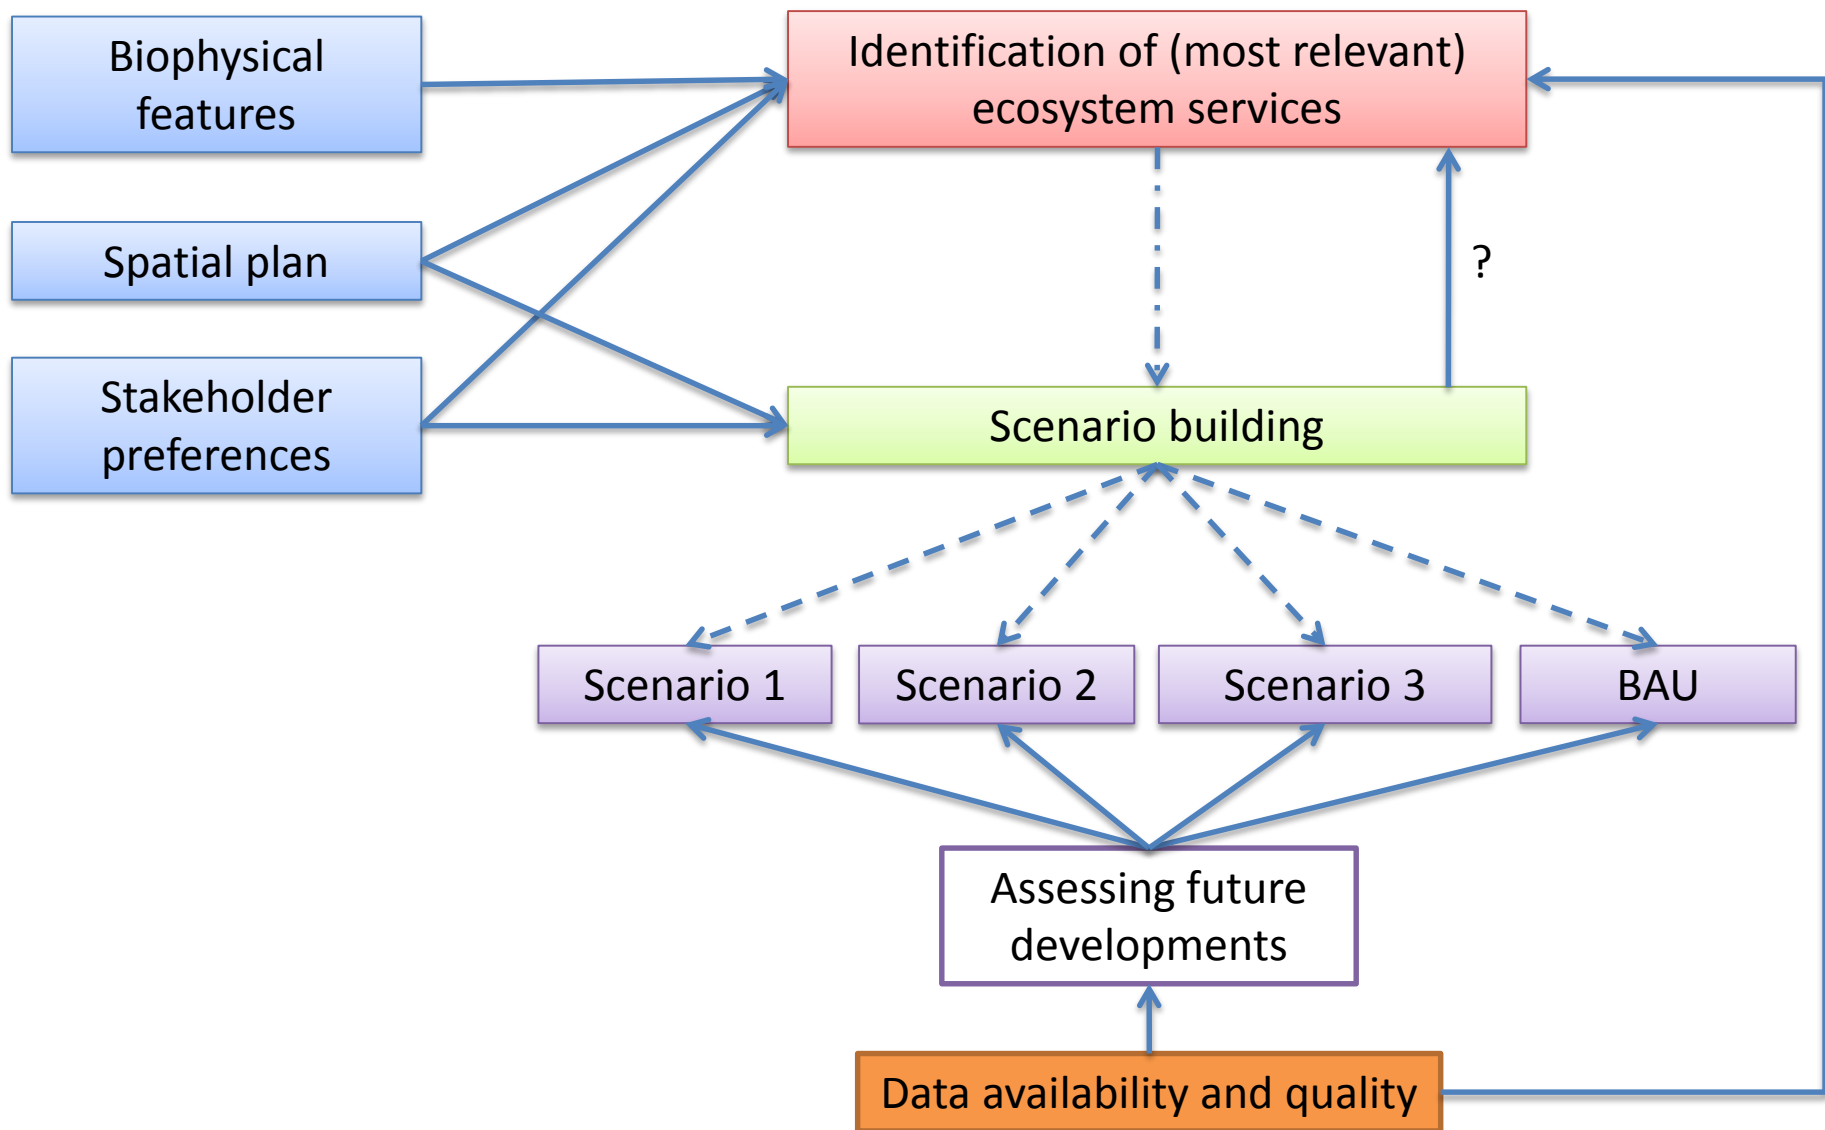 Biophysical
features
Identification of (most relevant)
ecosystem services
Spatial plan
?
Stakeholder
preferences
Scenario building
Scenario 1
Scenario 2
Scenario 3
BAU
Assessing future
developments
Data availability and quality